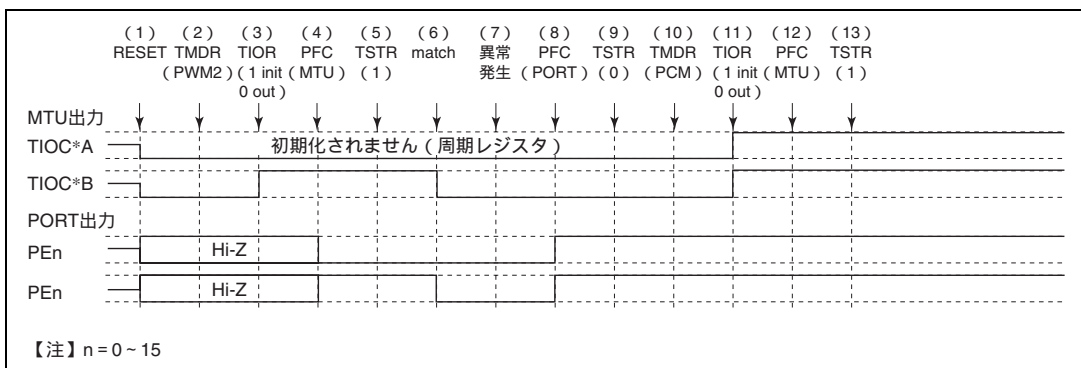 (1) (2) (3) (4) (5) (6) (7) (8) (9) (10) (11) (12) (13)
RESET TMDR TIOR PFC TSTR match 異常 PFC TSTR TMDR TIOR PFC TSTR
(PWM2) (1 init (MTU) (1) 発生 (PORT) (0) (PCM) (1 init (MTU) (1)
0 out) 0 out)
MTU出力
TIOC*A 初期化されません(周期レジスタ)
TIOC*B
PORT出力
PEn Hi-Z
PEn Hi-Z
【注】n = 0 ~ 15